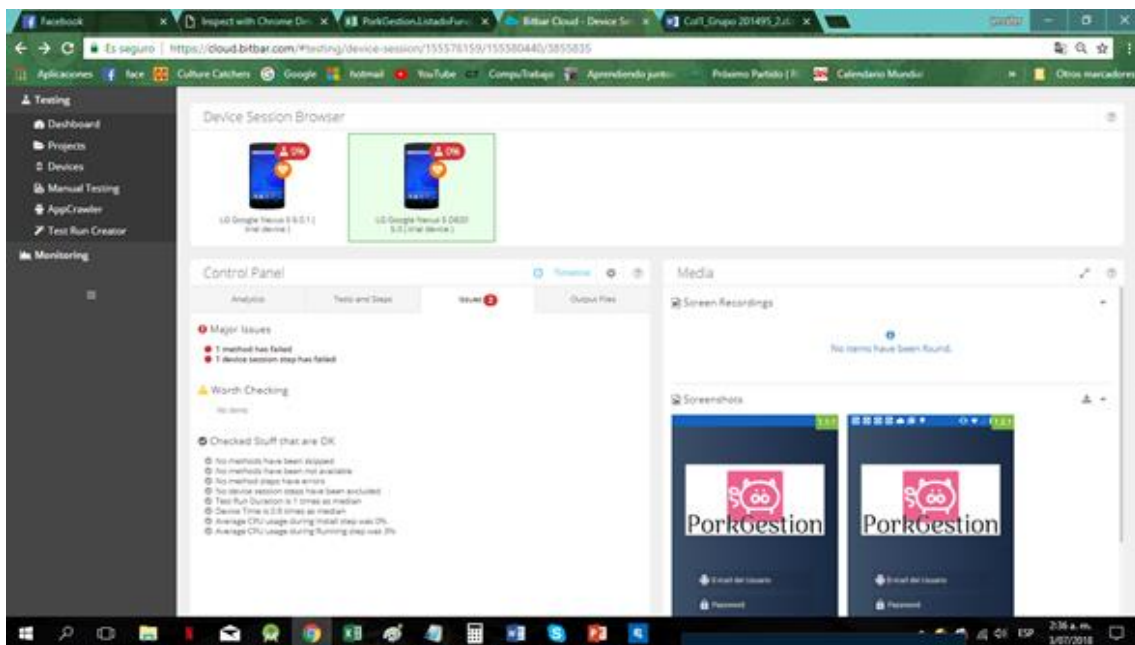 Facebook
Inspect with Chrome De
PorkGestion.ListadoFun
Bitbar Cloud - Device Se
Col1_Grupo 201495_2.d
Es seguro | https://cloud.bitbar.com/#testing/device-session/155578159/155580440/3855835
Aplicaciones
face
Culture Catchers
Google
hotmail
YouTube
CompuTrabajo
Aprendiendo junto
Próximo Partido |
Calendario Mundia
Otros marcadores
Testing
Dashboard
Projects
Devices
Manual Testing
AppCrawler
Test Run Creator
Monitoring
Device Session Browser
0%
0%
LG Google Nexus 5 6.0.1 (
trial device )
LG Google Nexus 5 D820
5.0 ( trial device )
Control Panel
Timeline
Analytics
Tests and Steps
Issues 2
Output Files
Major Issues
1 method has failed
1 device session step has failed
Worth Checking
No items
Checked Stuff that are OK
No methods have been skipped
No methods have been not available
No method steps have errors
No device session steps have been excluded
Test Run Duration is 1 times as median
Device Time is 0.8 times as median
Average CPU usage during Install step was 0%
Average CPU usage during Running step was 3%
Media
Screen Recordings
No items have been found.
Screenshots
PorkGestion
E-mail del Usuario
Password
PorkGestion
E-mail del Usuario
Password
ESP
2:36 a. m.
3/07/2018